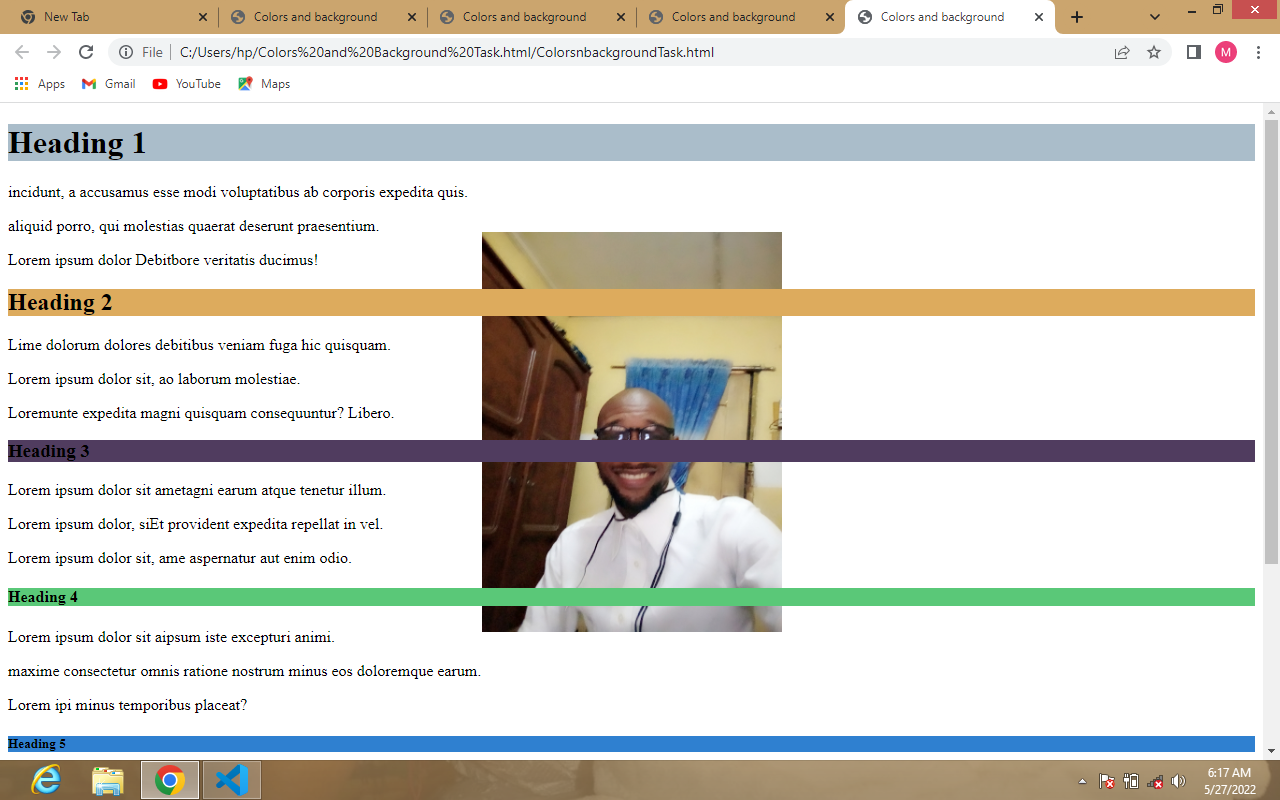 New Tab
Colors and background
Colors and background
Colors and background
Colors and background
File
C:/Users/hp/Colors%20and%20Background%20Task.html/ColorsnbackgroundTask.html
M
Apps
Gmail
YouTube
Maps
Heading 1
incidunt, a accusamus esse modi voluptatibus ab corporis expedita quis.
aliquid porro, qui molestias quaerat deserunt praesentium.
Lorem ipsum dolor Debitbore veritatis ducimus!
Heading 2
Lime dolorum dolores debitibus veniam fuga hic quisquam.
Lorem ipsum dolor sit, ao laborum molestiae.
Loremunte expedita magni quisquam consequuntur? Libero.
Heading 3
Lorem ipsum dolor sit ametagni earum atque tenetur illum.
Lorem ipsum dolor, siEt provident expedita repellat in vel.
Lorem ipsum dolor sit, ame aspernatur aut enim odio.
Heading 4
Lorem ipsum dolor sit aipsum iste excepturi animi.
maxime consectetur omnis ratione nostrum minus eos doloremque earum.
Lorem ipi minus temporibus placeat?
Heading 5
6:17 AM
5/27/2022